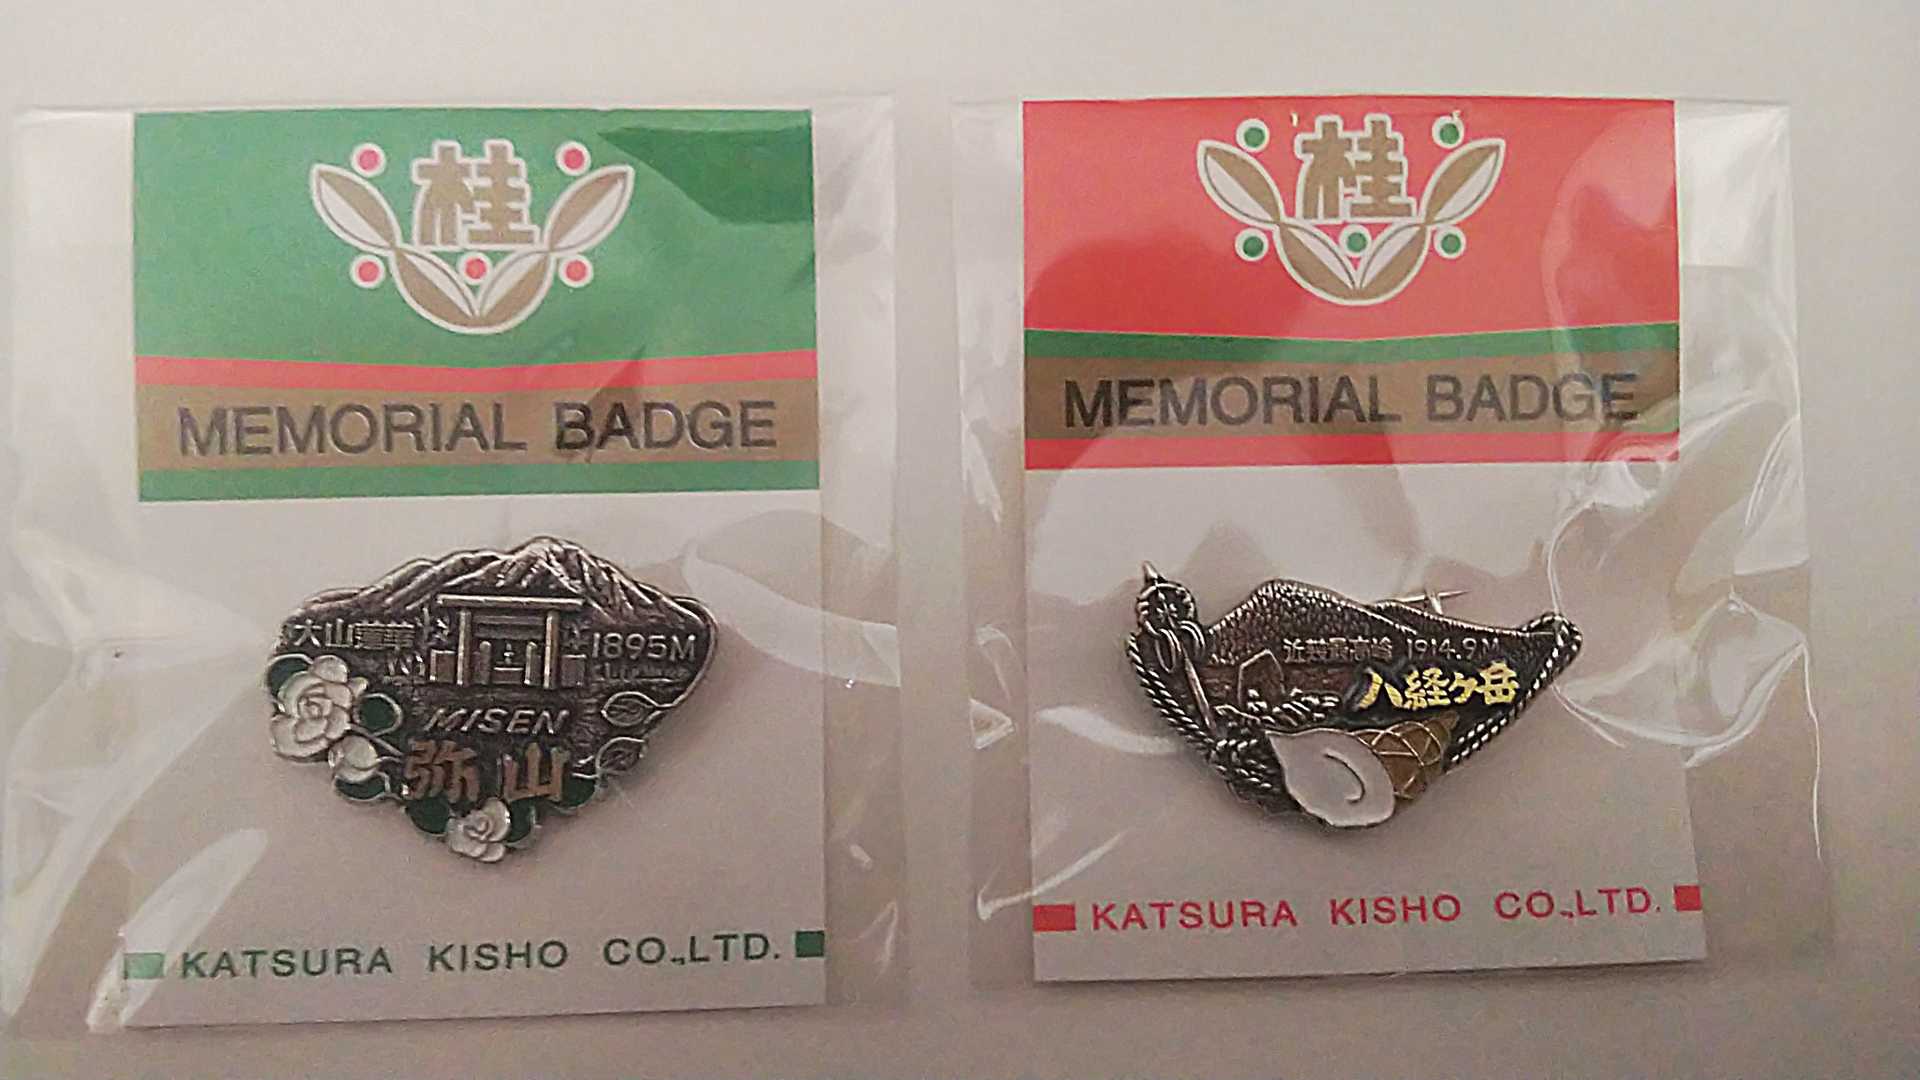 桂
MEMORIAL BADGE
大山蓮華
1895M
MISEN
弥山
KATSURA KISHO CO.,LTD.
桂
MEMORIAL BADGE
近畿最高峰 1914.9M
八経ヶ岳
KATSURA KISHO CO.,LTD.